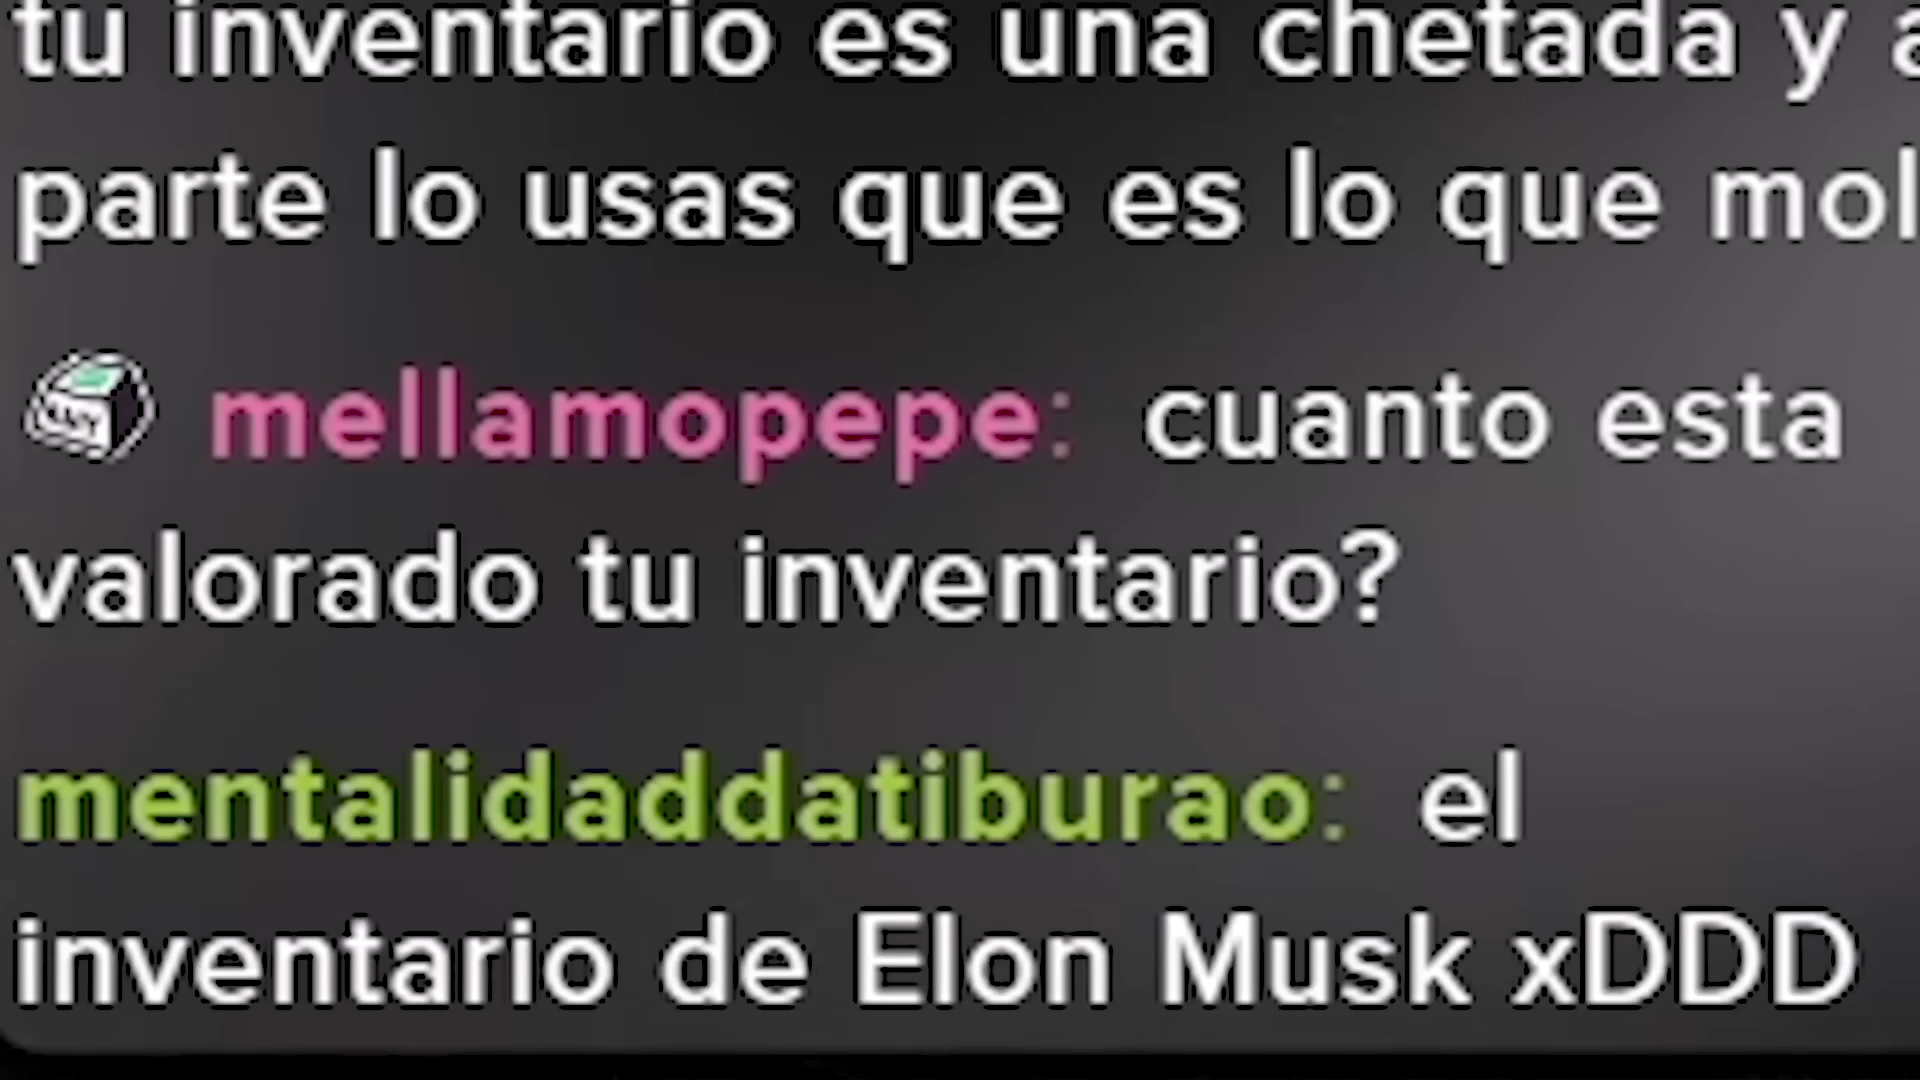 tu inventario es una chetada y a
parte lo usas que es lo que mol
mellamopepe: cuanto esta
valorado tu inventario?
mentalidaddatiburao: el
inventario de Elon Musk xDDD